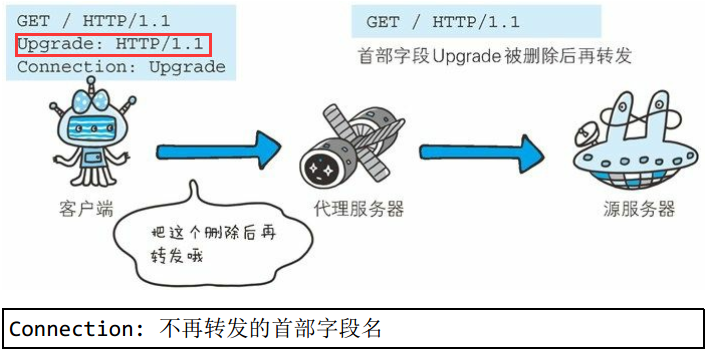 GET / HTTP/1.1
Upgrade: HTTP/1.1
Connection: Upgrade
GET / HTTP/1.1
首部字段Upgrade被删除后再转发
客户端
代理服务器
源服务器
把这个删除后再
转发哦
Connection: 不再转发的首部字段名